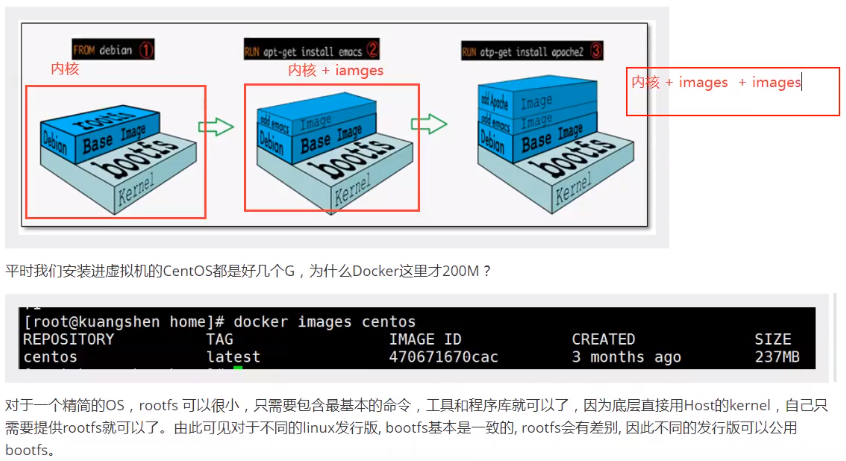 FROM debian ①
RUN apt-get install emacs ②
RUN atp-get install apache2 ③
内核
内核 + iamges
内核 + images + images
rootfs
Debian
Base Image
bootfs
Kernel
add emacs
Image
Debian
Base Image
bootfs
Kernel
add Apache
Image
add emacs
Image
Debian
Base Image
bootfs
Kernel
平时我们安装进虚拟机的CentOS都是好几个G，为什么Docker这里才200M？
[root@kuangshen home]# docker images centos
REPOSITORY TAG IMAGE ID CREATED SIZE
centos latest 470671670cac 3 months ago 237MB
对于一个精简的OS，rootfs 可以很小，只需要包含最基本的命令，工具和程序库就可以了，因为底层直接用Host的kernel，自己只
需要提供rootfs就可以了。由此可见对于不同的linux发行版, bootfs基本是一致的, rootfs会有差别, 因此不同的发行版可以公用
bootfs。